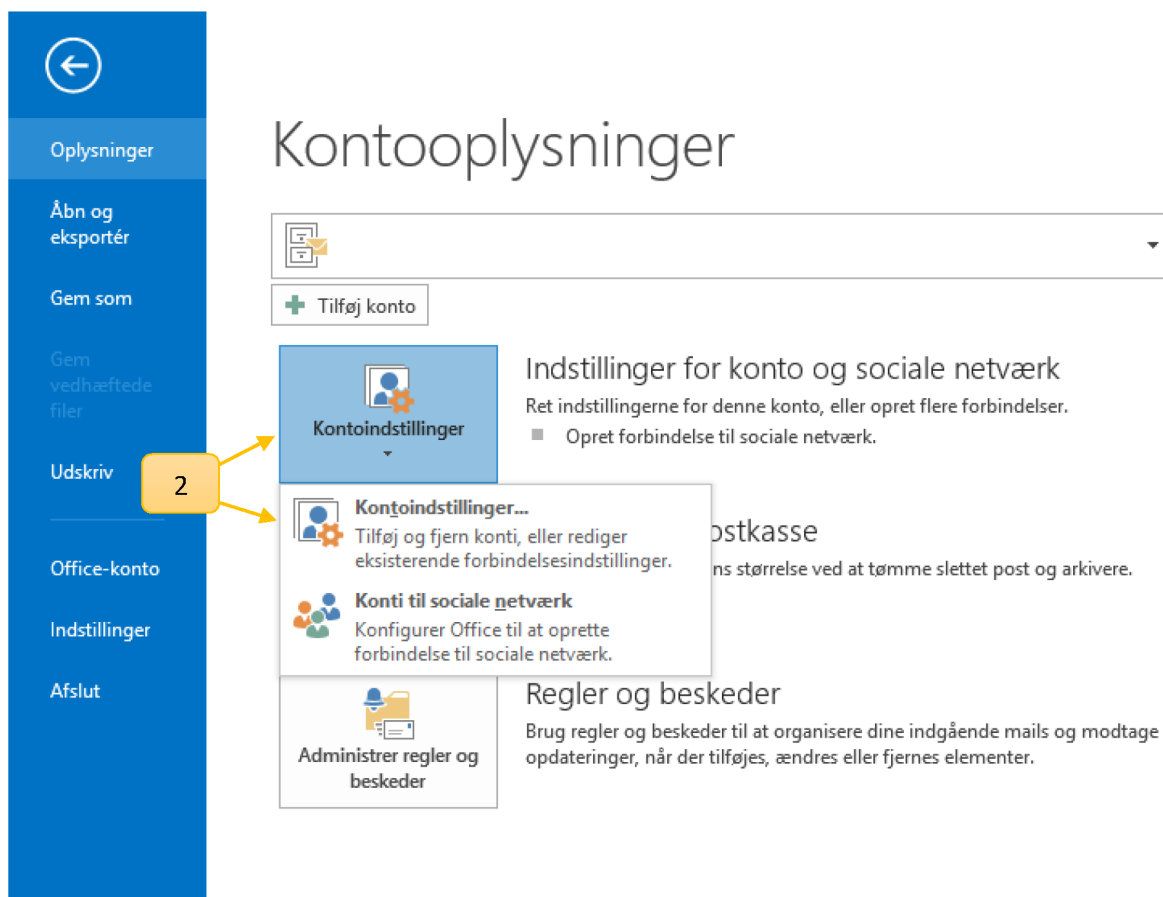 Oplysninger
Åbn og
eksportér
Gem som
Gem
vedhæftede
filer
Udskriv
Office-konto
Indstillinger
Afslut
Kontooplysninger
Tilføj konto
Kontoindstillinger
Indstillinger for konto og sociale netværk
Ret indstillingerne for denne konto, eller opret flere forbindelser.
Opret forbindelse til sociale netværk.
2
Kontoindstillinger...
Tilføj og fjern konti, eller rediger
eksisterende forbindelsesindstillinger.
Konti til sociale netværk
Konfigurer Office til at oprette
forbindelse til sociale netværk.
ostkasse
ns størrelse ved at tømme slettet post og arkivere.
Administrer regler og
beskeder
Regler og beskeder
Brug regler og beskeder til at organisere dine indgående mails og modtage
opdateringer, når der tilføjes, ændres eller fjernes elementer.